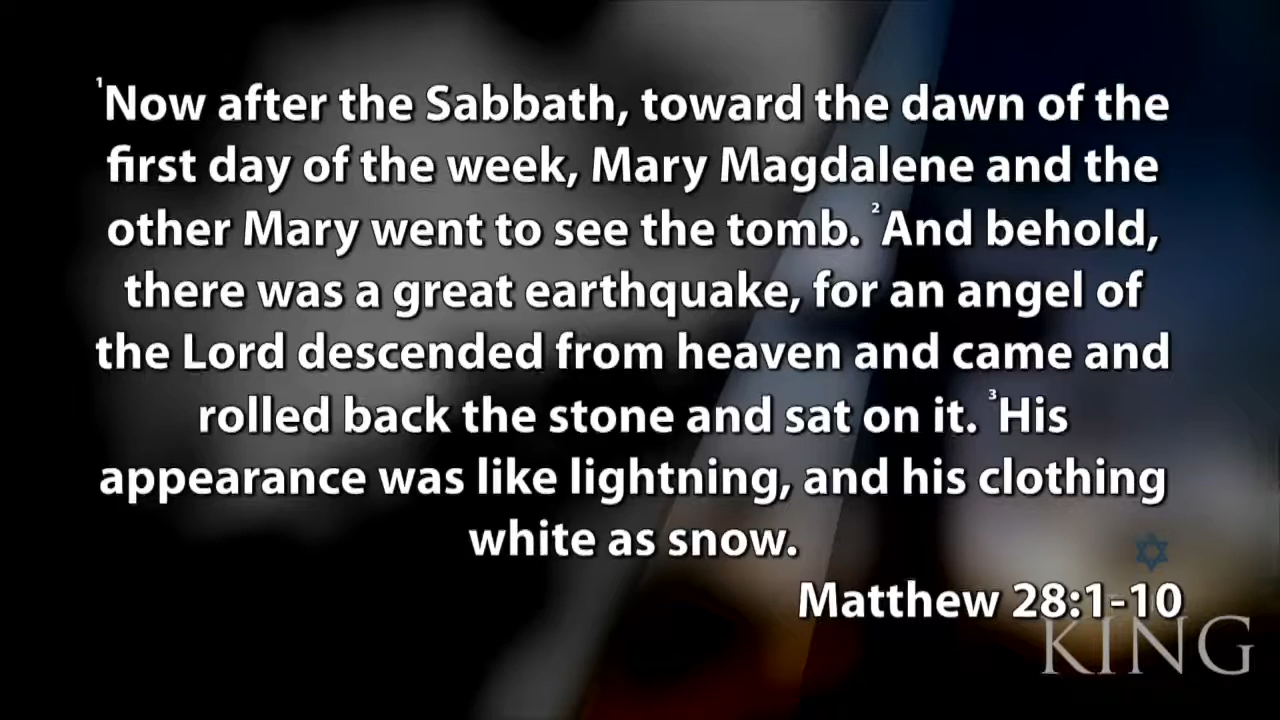 ¹Now after the Sabbath, toward the dawn of the
first day of the week, Mary Magdalene and the
other Mary went to see the tomb. ²And behold,
there was a great earthquake, for an angel of
the Lord descended from heaven and came and
rolled back the stone and sat on it. ³His
appearance was like lightning, and his clothing
white as snow.
Matthew 28:1-10
KING